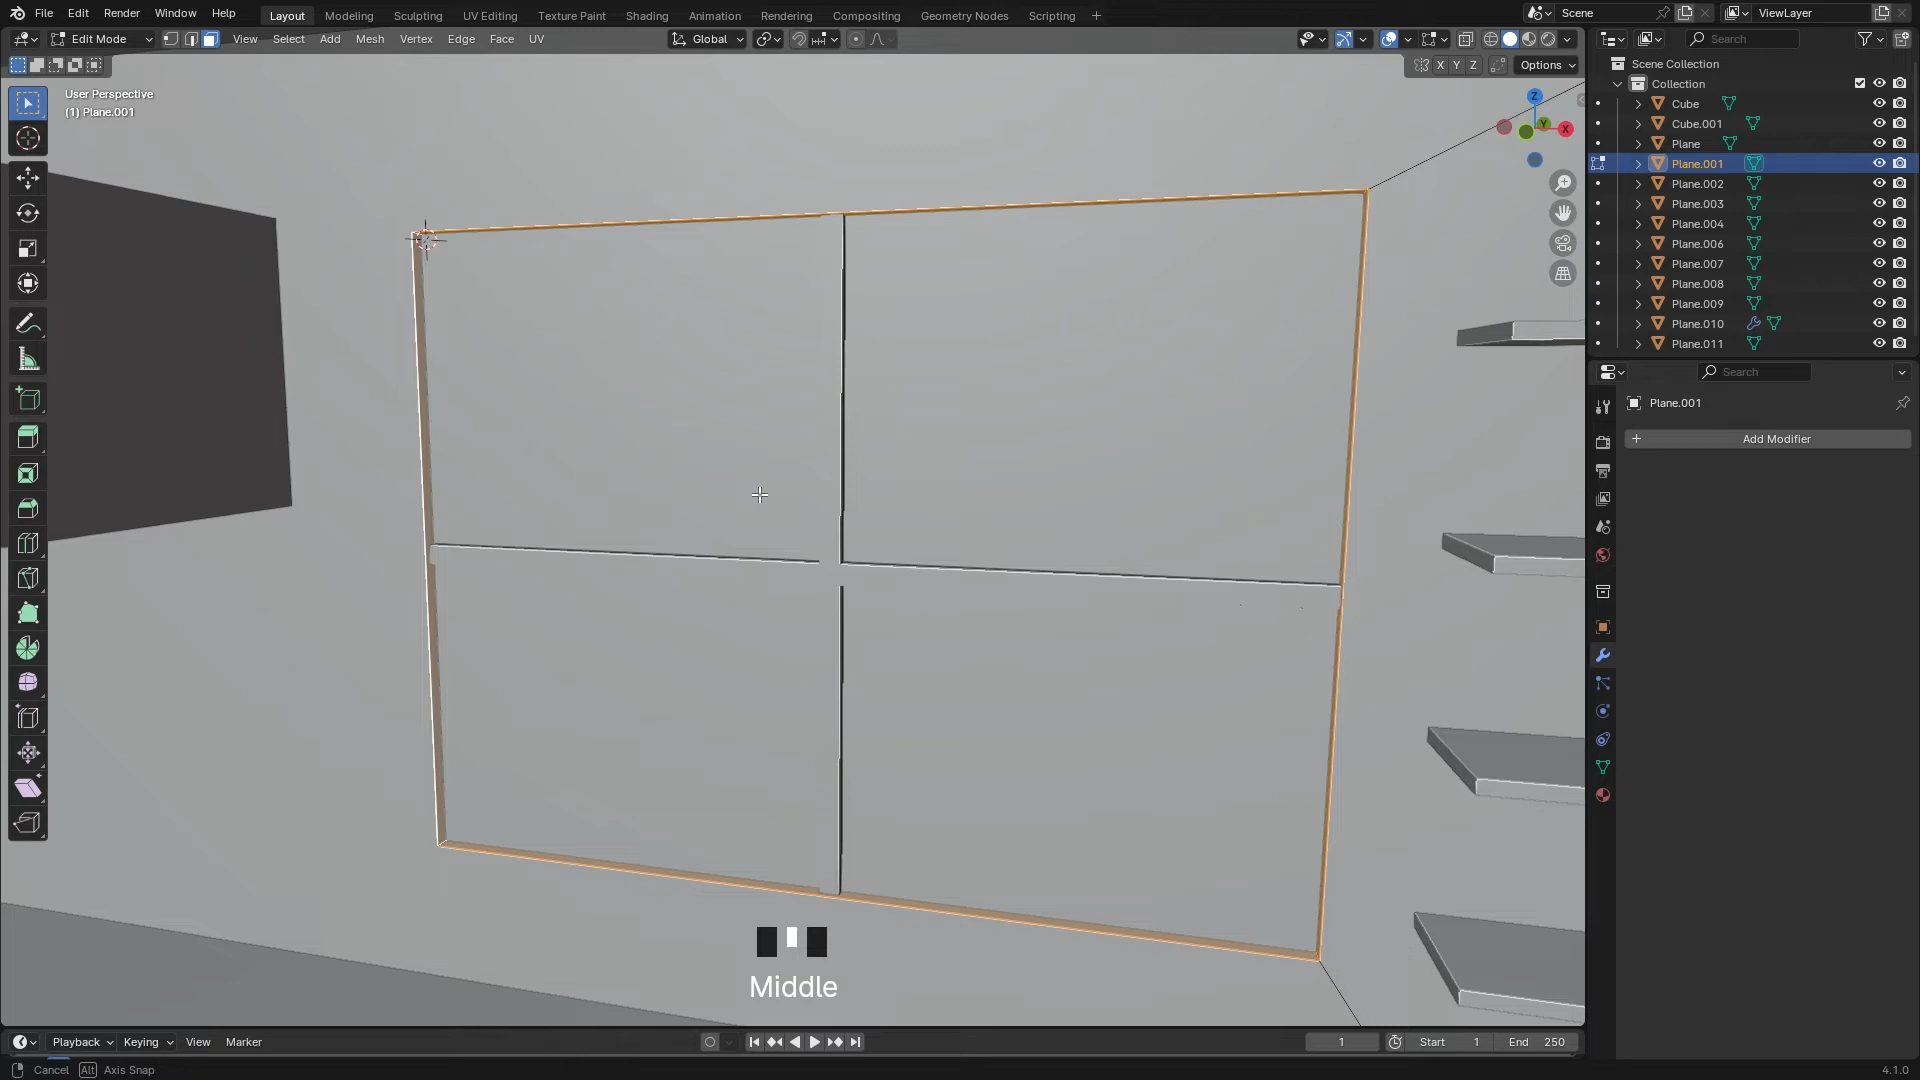 File Edit Render Window Help Layout Modeling Sculpting UV Editing Texture Paint Shading Animation Rendering Compositing Geometry Nodes Scripting + Scene ViewLayer
Edit Mode View Select Add Mesh Vertex Edge Face UV Global Search
X Y Z Options
User Perspective
(1) Plane.001
Z
Y
X
Scene Collection
Collection
Cube
Cube.001
Plane
Plane.001
Plane.002
Plane.003
Plane.004
Plane.006
Plane.007
Plane.008
Plane.009
Plane.010
Plane.011
Search
Plane.001
+ Add Modifier
Middle
Playback Keying View Marker 1 Start 1 End 250
Cancel Alt Axis Snap 4.1.0